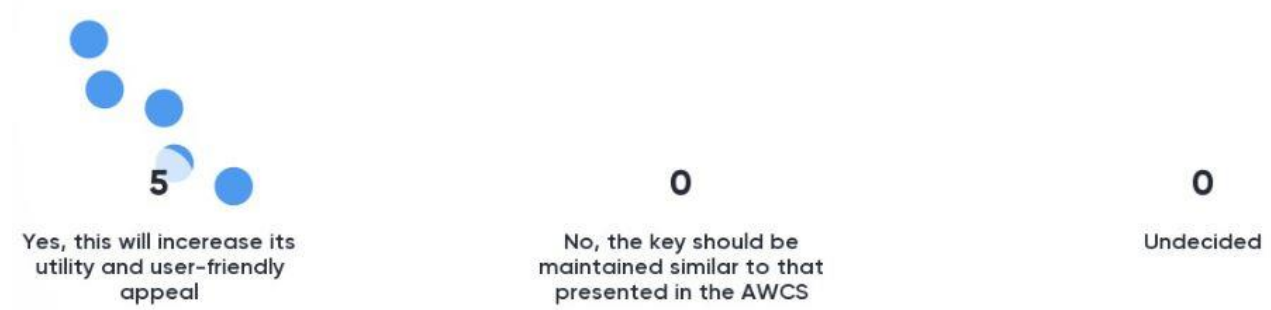 5
Yes, this will incerease its
utility and user-friendly
appeal
0
No, the key should be
maintained similar to that
presented in the AWCS
0
Undecided